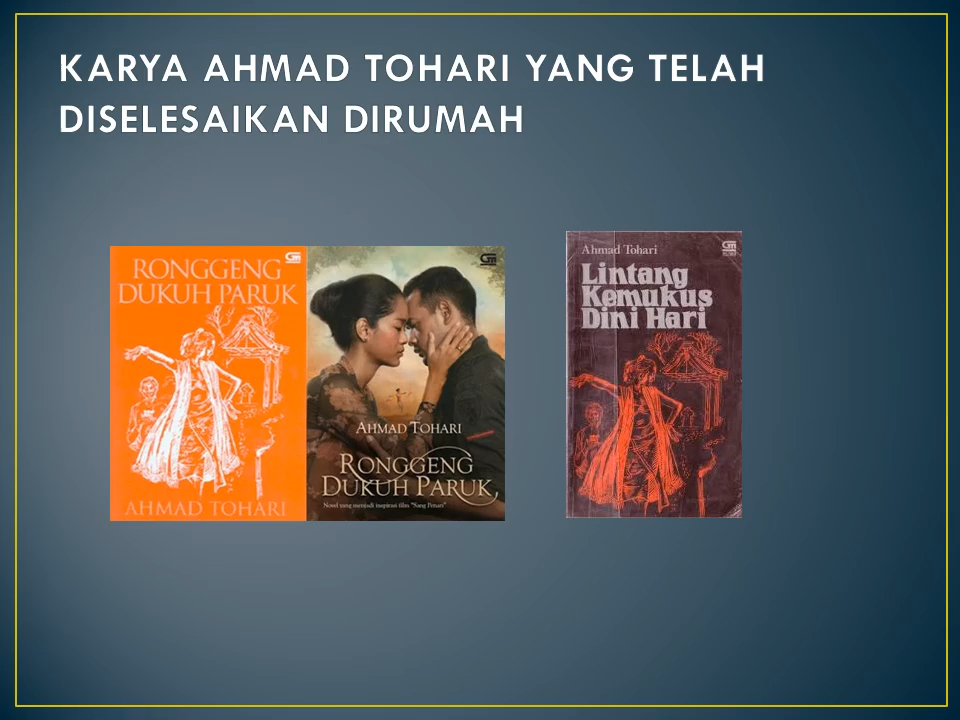 KARYA AHMAD TOHARI YANG TELAH
DISELESAIKAN DIRUMAH
RONGGENG
DUKUH PARUK
AHMAD TOHARI
AHMAD TOHARI
RONGGENG
DUKUH PARUK
Novel yang menjadi inspirasi film "Sang Penari"
Ahmad Tohari
Lintang
Kemukus
Dini Hari